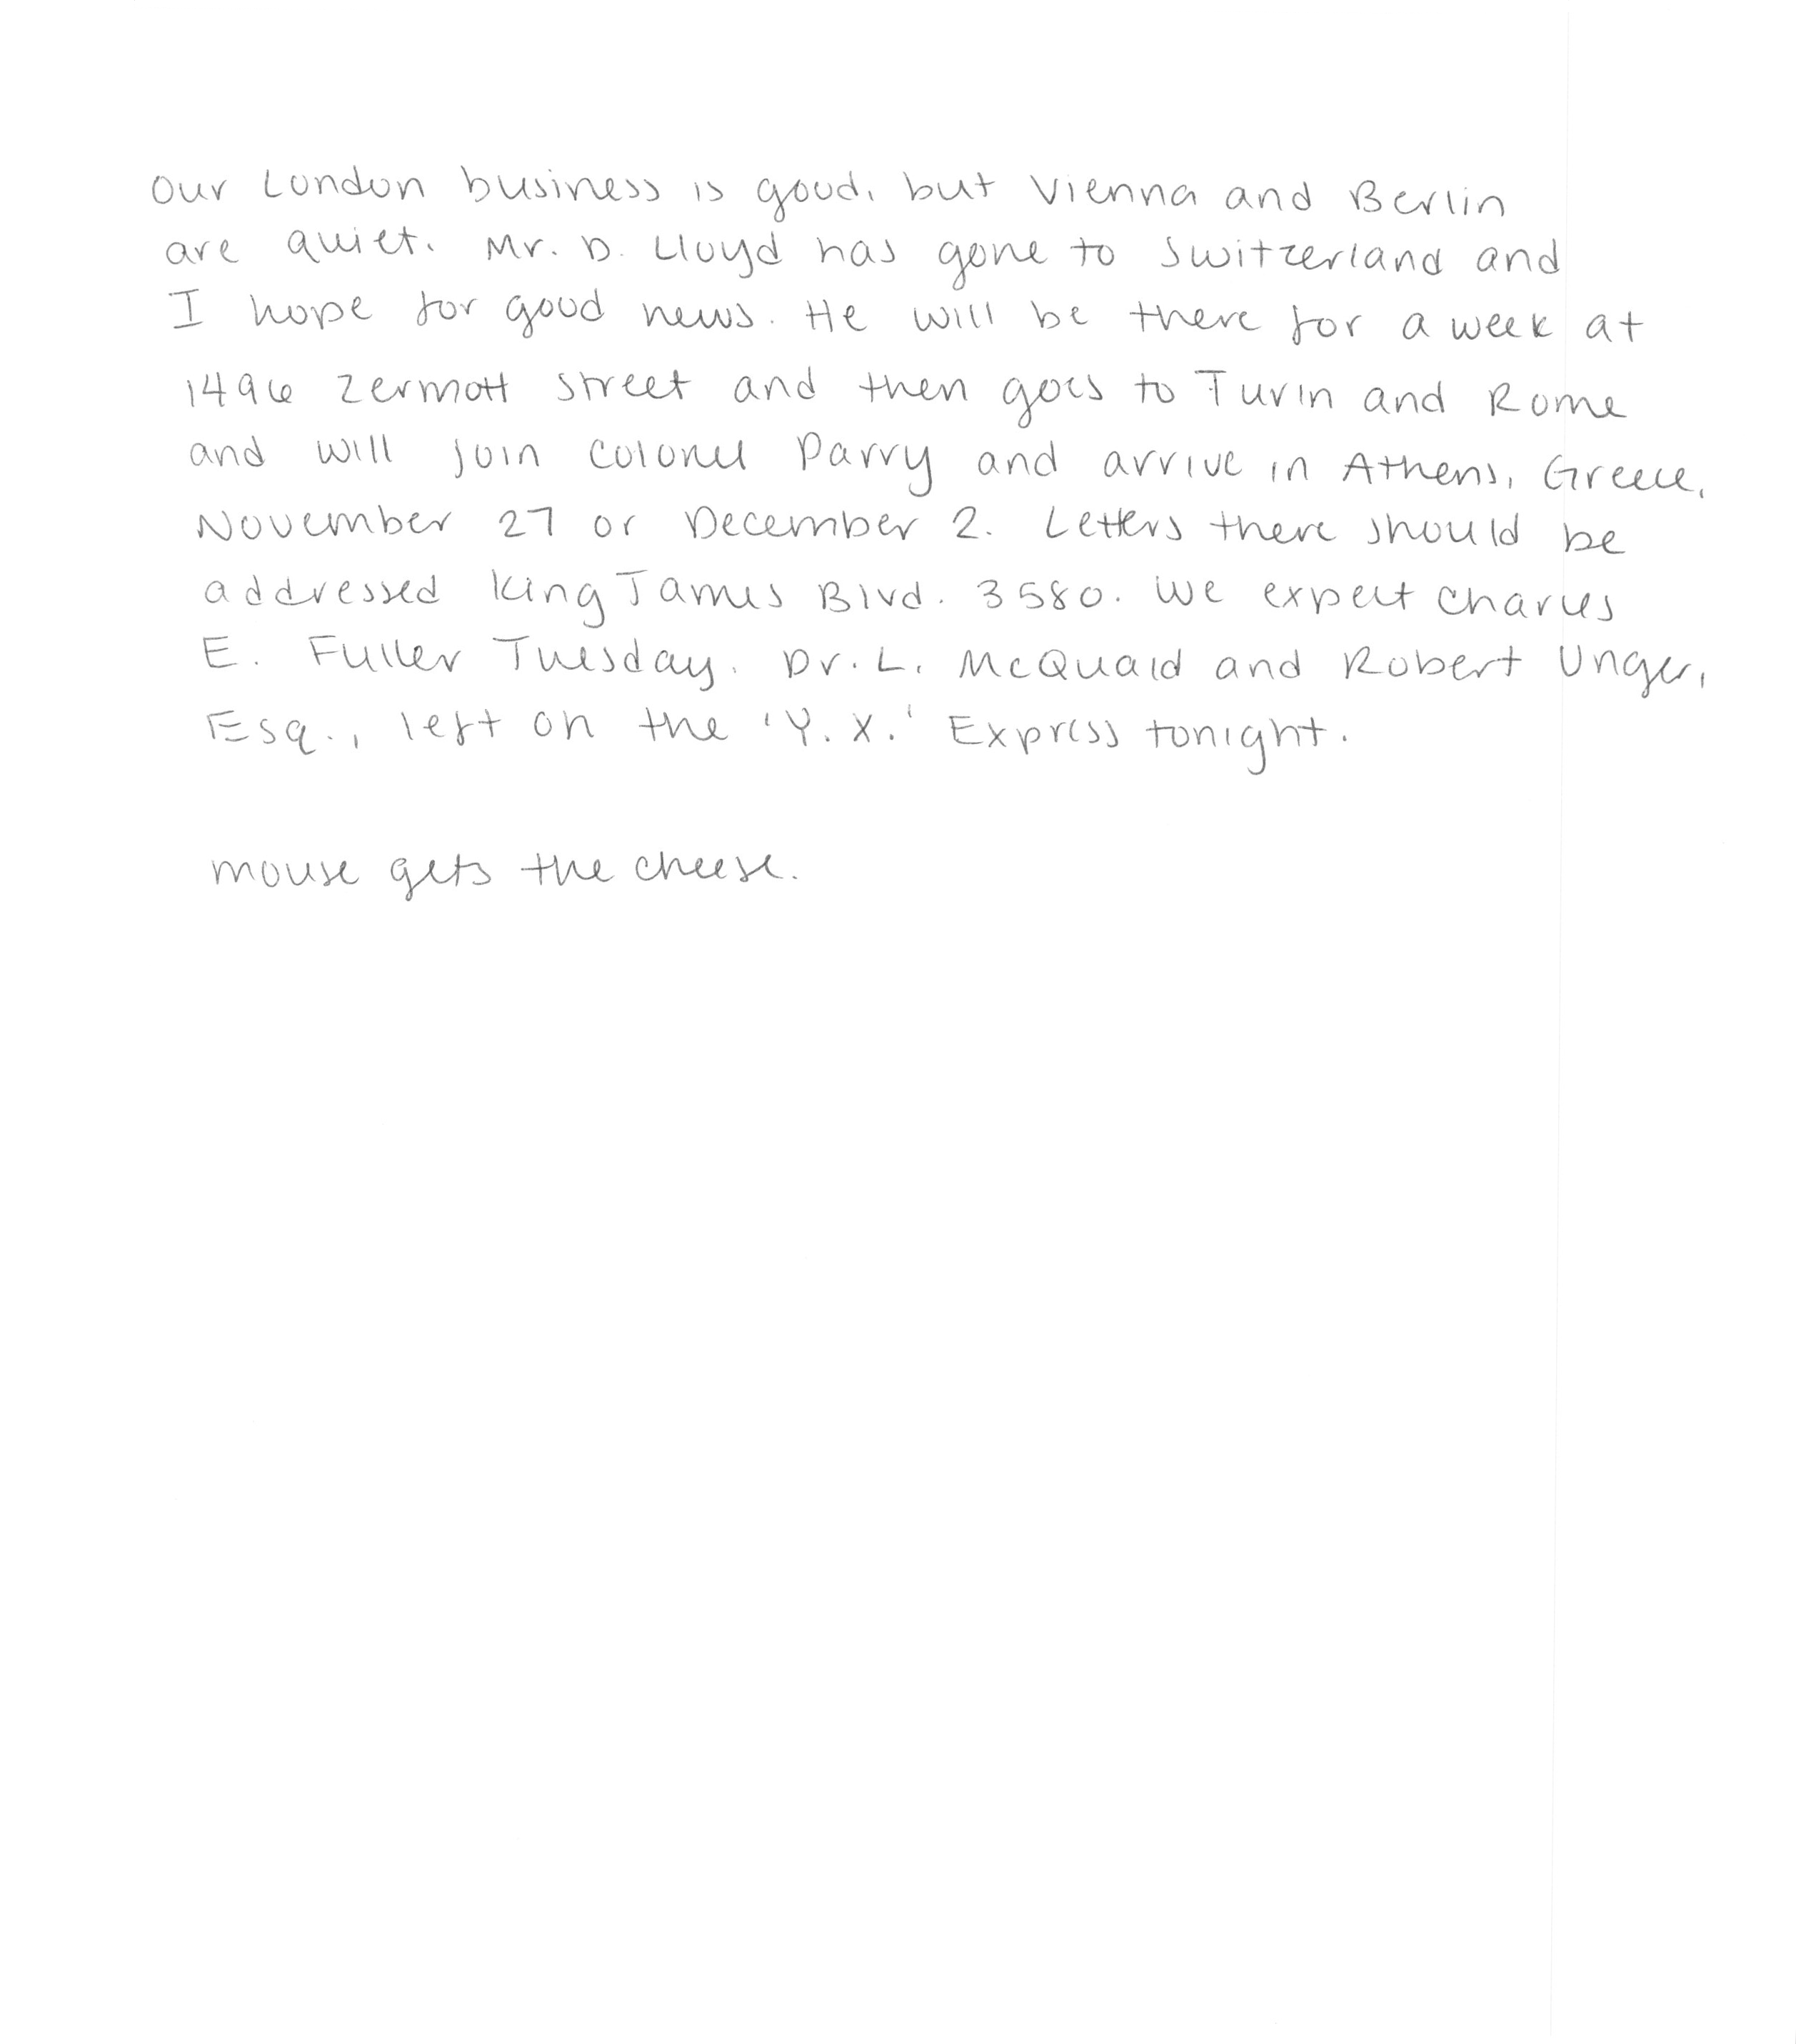 Our London business is good, but Vienna and Berlin
are quiet. Mr. D. Lloyd has gone to Switzerland and
I hope for good news. He will be there for a week at
1496 Zermott Street and then goes to Turin and Rome
and will join Colonel Parry and arrive in Athens, Greece,
November 27 or December 2. Letters there should be
addressed King James Blvd. 3580. We expect Charles
E. Fuller Tuesday. Dr. L. McQuaid and Robert Unger,
Esq., left on the 'Y.X.' Express tonight.
mouse gets the cheese.